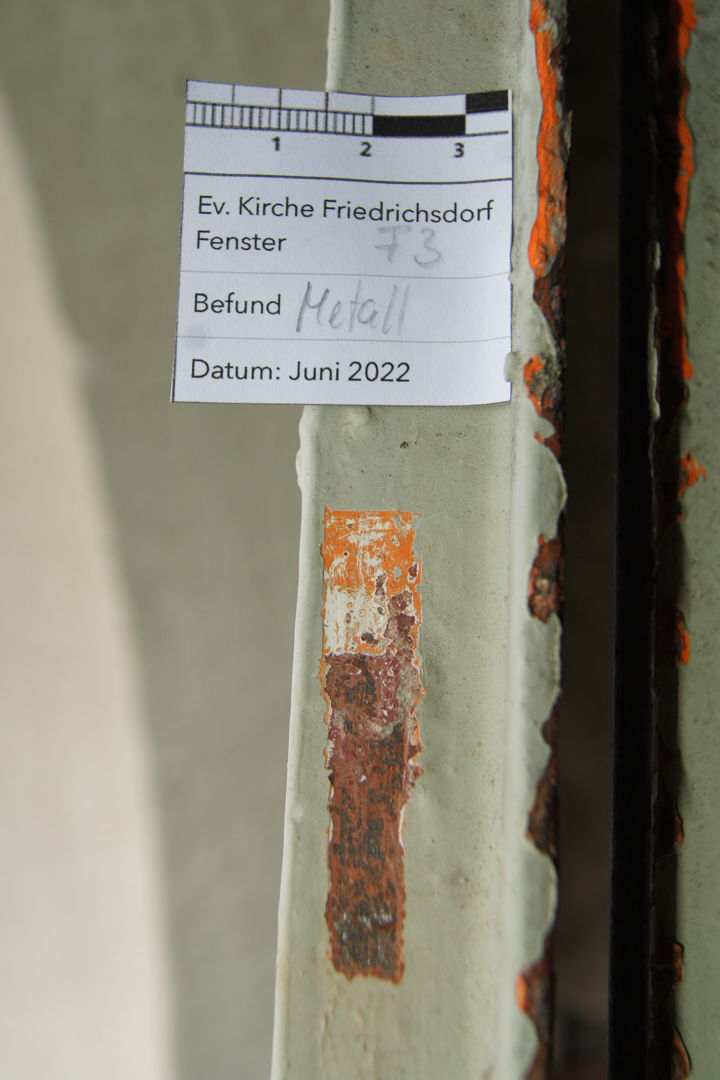 1 2 3
Ev. Kirche Friedrichsdorf
Fenster F3
Befund Metall
Datum: Juni 2022